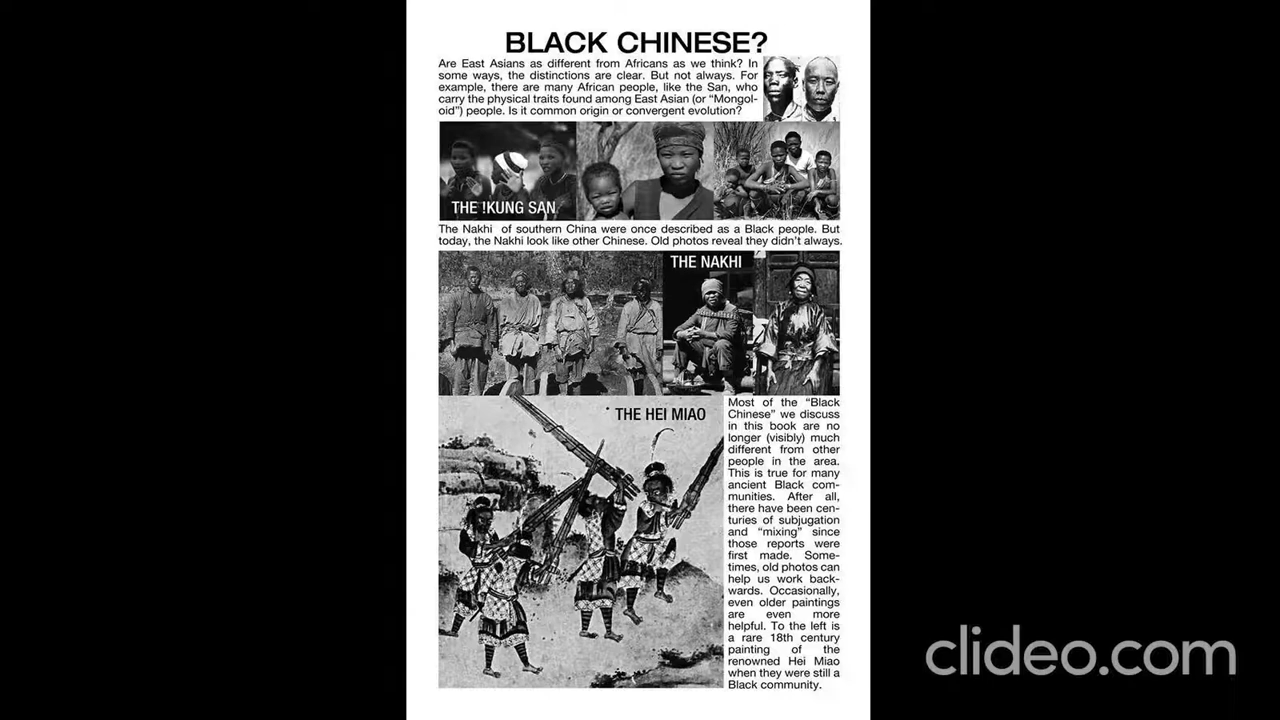 BLACK CHINESE?
Are East Asians as different from Africans as we think? In
some ways, the distinctions are clear. But not always. For
example, there are many African people, like the San, who
carry the physical traits found among East Asian (or “Mongol-
oid”) people. Is it common origin or convergent evolution?
THE !KUNG SAN
The Nakhi of southern China were once described as a Black people. But
today, the Nakhi look like other Chinese. Old photos reveal they didn’t always.
THE NAKHI
THE HEI MIAO
Most of the “Black
Chinese” we discuss
in this book are no
longer (visibly) much
different from other
people in the area.
This is true for many
ancient Black com-
munities. After all,
there have been cen-
turies of subjugation
and “mixing” since
those reports were
first made. Some-
times, old photos can
help us work back-
wards. Occasionally,
even older paintings
are even more
helpful. To the left is
a rare 18th century
painting of the
renowned Hei Miao
when they were still a
Black community.
clideo.com